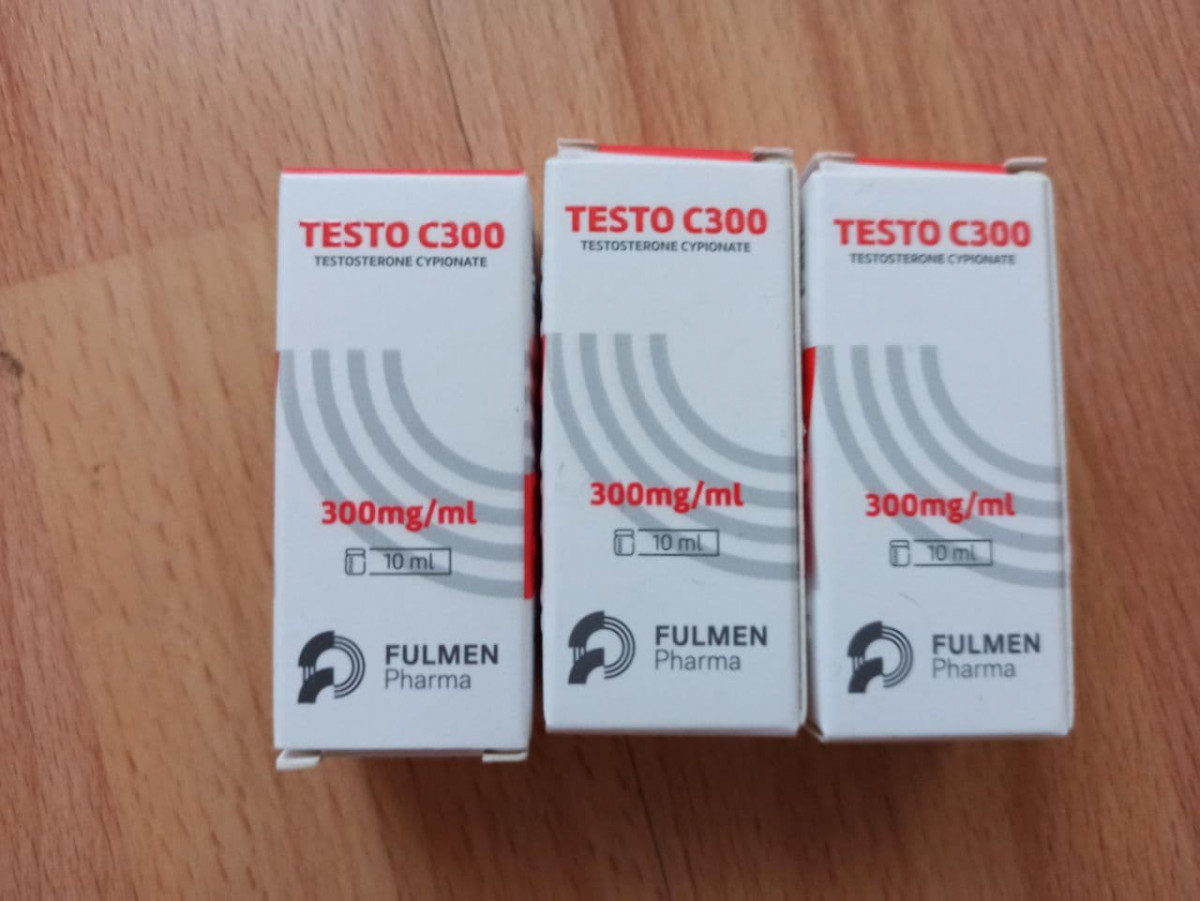 TESTO C300
TESTOSTERONE CYPIONATE
300mg/ml
10 ml
FULMEN
Pharma
TESTO C300
TESTOSTERONE CYPIONATE
300mg/ml
10 ml
FULMEN
Pharma
TESTO C300
TESTOSTERONE CYPIONATE
300mg/ml
10 ml
FULMEN
Pharma